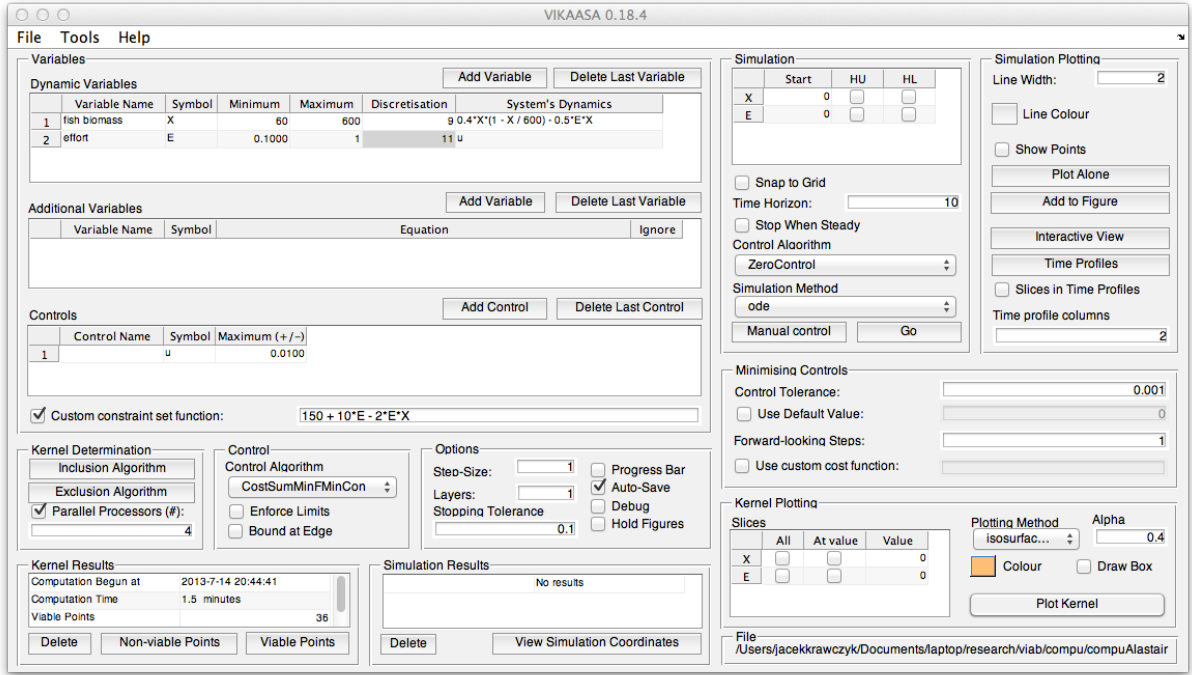 VIKAASA 0.18.4
File Tools Help
Variables
Dynamic Variables
Add Variable
Delete Last Variable
Variable Name Symbol Minimum Maximum Discretisation System's Dynamics
1 fish biomass X 60 600 9 0.4*X*(1 - X / 600) - 0.5*E*X
2 effort E 0.1000 1 11 u
Additional Variables
Add Variable
Delete Last Variable
Variable Name Symbol Equation Ignore
Controls
Add Control
Delete Last Control
Control Name Symbol Maximum (+/-)
1 u 0.0100
Custom constraint set function: 150 + 10*E - 2*E*X
Kernel Determination
Inclusion Algorithm
Exclusion Algorithm
Parallel Processors (#):
4
Control
Control Algorithm
CostSumMinFMinCon
Enforce Limits
Bound at Edge
Options
Step-Size: 1
Layers: 1
Stopping Tolerance
0.1
Progress Bar
Auto-Save
Debug
Hold Figures
Kernel Results
Computation Begun at 2013-7-14 20:44:41
Computation Time 1.5 minutes
Viable Points 36
Delete
Non-viable Points
Viable Points
Simulation Results
No results
Delete
View Simulation Coordinates
Simulation
Start HU HL
X 0
E 0
Snap to Grid
Time Horizon: 10
Stop When Steady
Control Algorithm
ZeroControl
Simulation Method
ode
Manual control
Go
Simulation Plotting
Line Width: 2
Line Colour
Show Points
Plot Alone
Add to Figure
Interactive View
Time Profiles
Slices in Time Profiles
Time profile columns
2
Minimising Controls
Control Tolerance: 0.001
Use Default Value: 0
Forward-looking Steps: 1
Use custom cost function:
Kernel Plotting
Slices
All At value Value
X 0
E 0
Plotting Method
isosurfac...
Alpha
0.4
Colour
Draw Box
Plot Kernel
File
/Users/jacekkrawczyk/Documents/laptop/research/viab/compu/compuAlastair